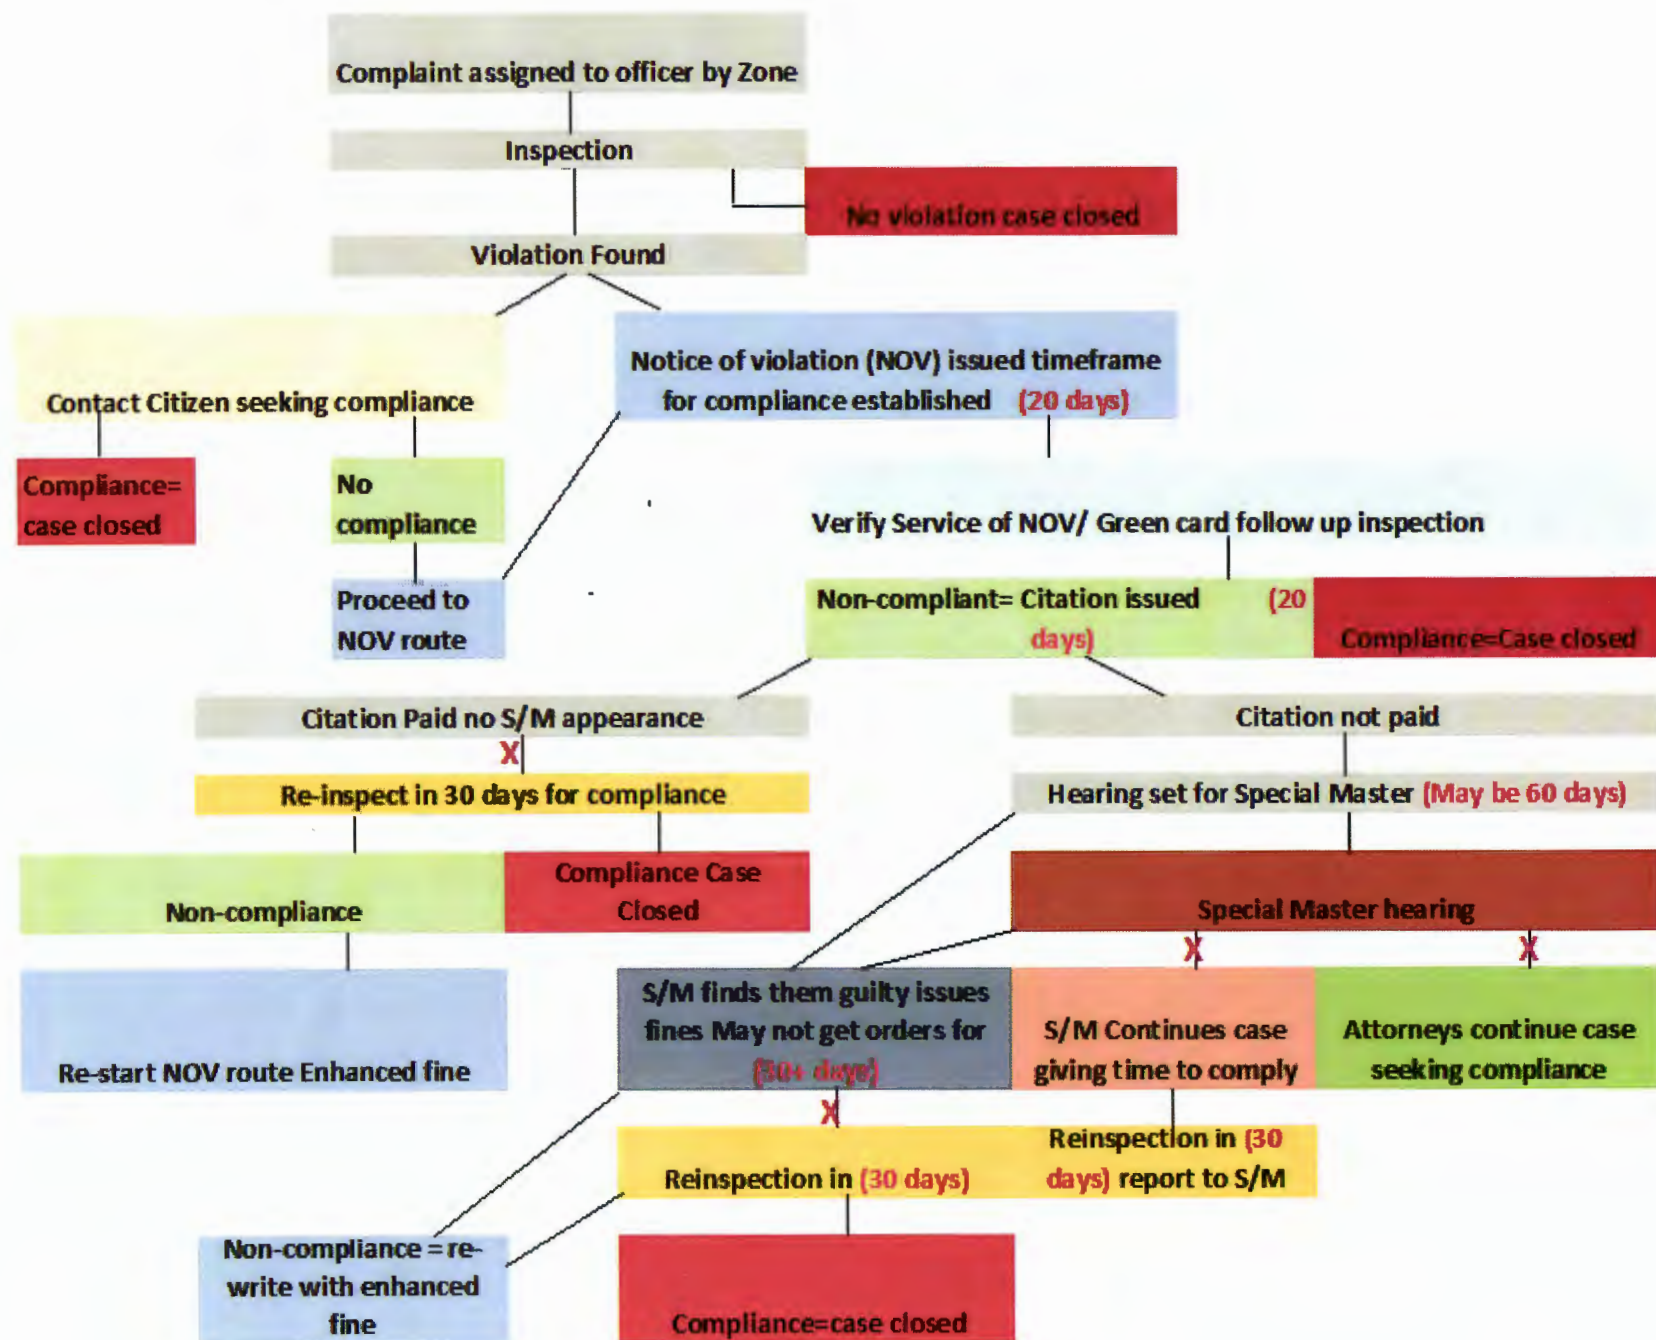 Complaint assigned to officer by Zone
Inspection
No violation case closed
Violation Found
Contact Citizen seeking compliance
Notice of violation (NOV) issued timeframe
for compliance established (20 days)
Compliance=
case closed
No
compliance
Proceed to
NOV route
Verify Service of NOV/ Green card follow up inspection
Non-compliant= Citation issued (20
days)
Compliance=Case closed
Citation Paid no S/M appearance
X
Re-inspect in 30 days for compliance
Non-compliance
Compliance Case
Closed
Re-start NOV route Enhanced fine
Citation not paid
Hearing set for Special Master (May be 60 days)
Special Master hearing
X
X
S/M finds them guilty issues
fines May not get orders for
(30+ days)
X
S/M Continues case
giving time to comply
Attorneys continue case
seeking compliance
Reinspection in (30 days)
Reinspection in (30
days) report to S/M
Non-compliance = re-
write with enhanced
fine
Compliance=case closed